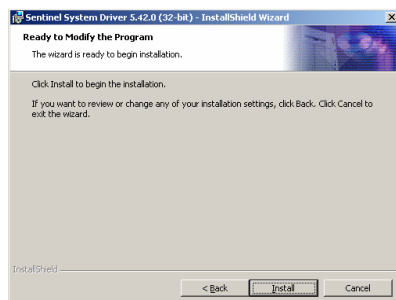 Sentinel System Driver 5.42.0 (32-bit) - InstallShield Wizard
Ready to Modify the Program
The wizard is ready to begin installation.
Click Install to begin the installation.
If you want to review or change any of your installation settings, click Back. Click Cancel to
exit the wizard.
InstallShield
< Back Install Cancel